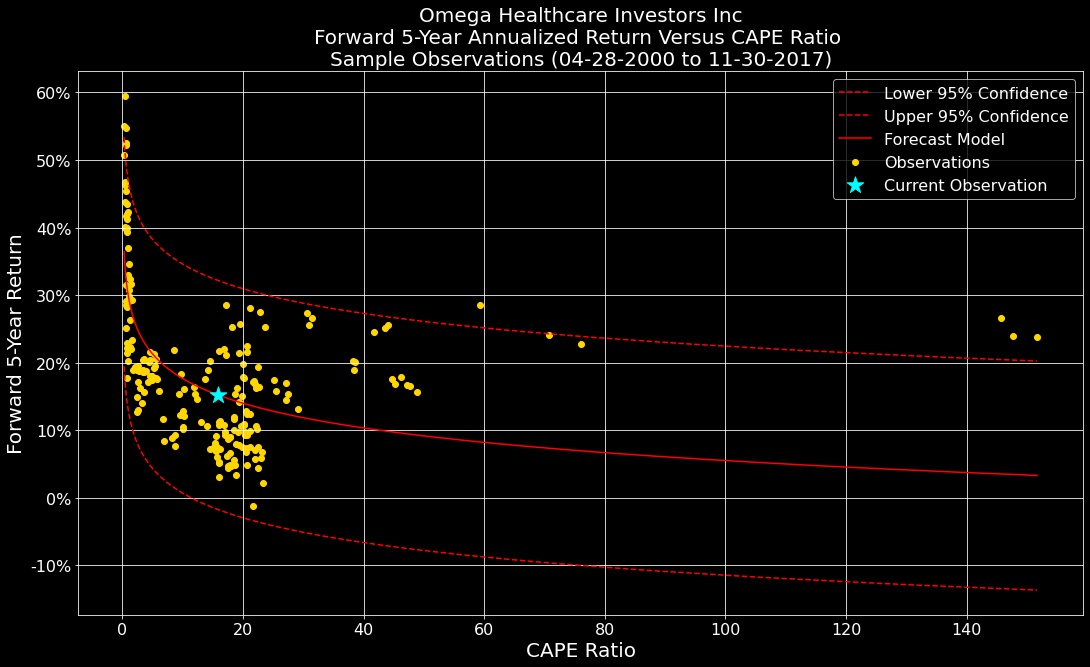 Omega Healthcare Investors Inc
Forward 5-Year Annualized Return Versus CAPE Ratio
Sample Observations (04-28-2000 to 11-30-2017)
Lower 95% Confidence
Upper 95% Confidence
Forecast Model
Observations
Current Observation
Forward 5-Year Return
60%
50%
40%
30%
20%
10%
0%
-10%
0 20 40 60 80 100 120 140
CAPE Ratio